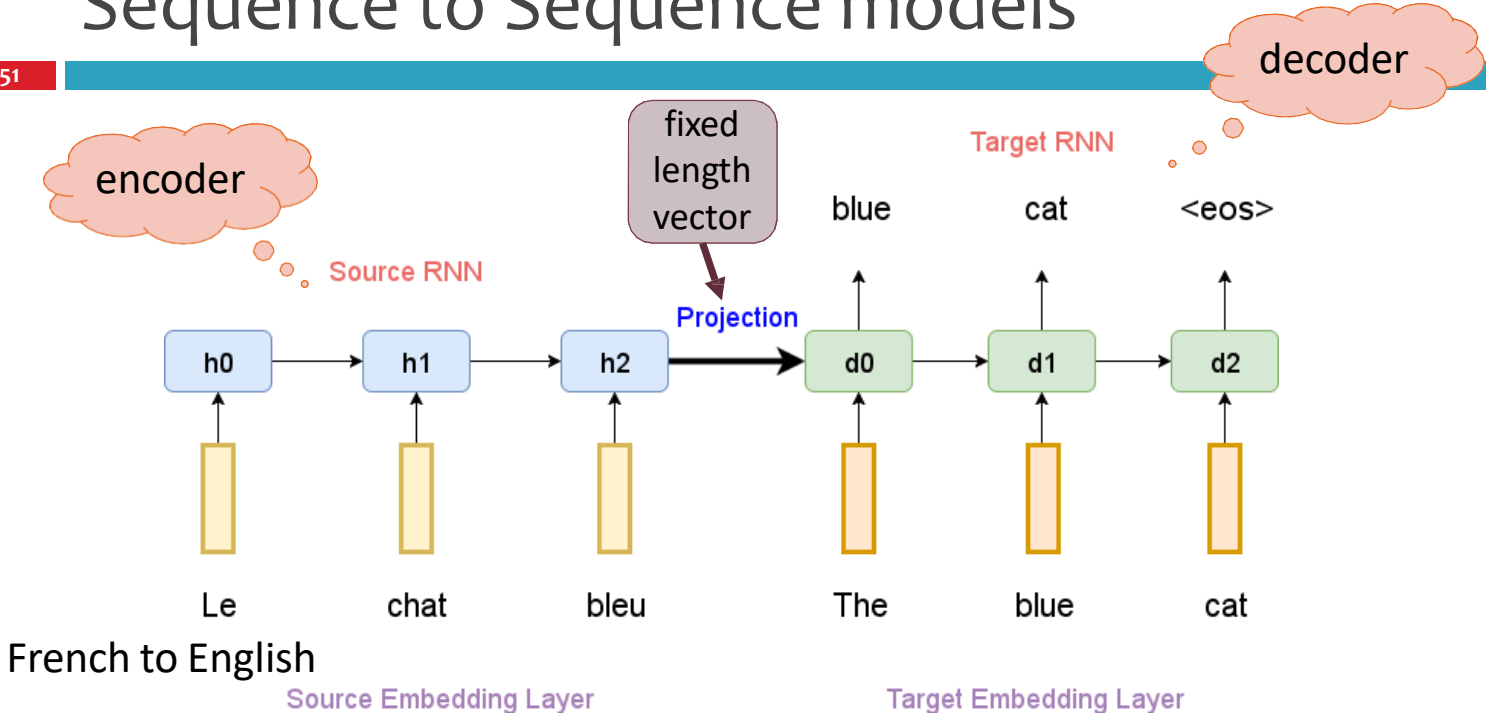 Sequence to Sequence models
51
decoder
encoder
fixed
length
vector
Target RNN
blue cat <eos>
Source RNN
Projection
h0 h1 h2 d0 d1 d2
Le chat bleu The blue cat
French to English
Source Embedding Layer Target Embedding Layer